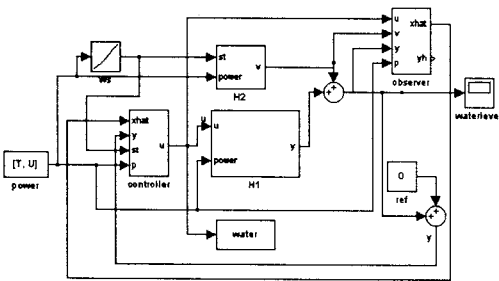 u
xhat
v
y
yh
p
observer
st
v
power
H2
ws
waterleve
xhat
y
st
p
u
controller
u
u
y
power
H1
[T, U]
power
0
ref
water
+
+
+
+
y